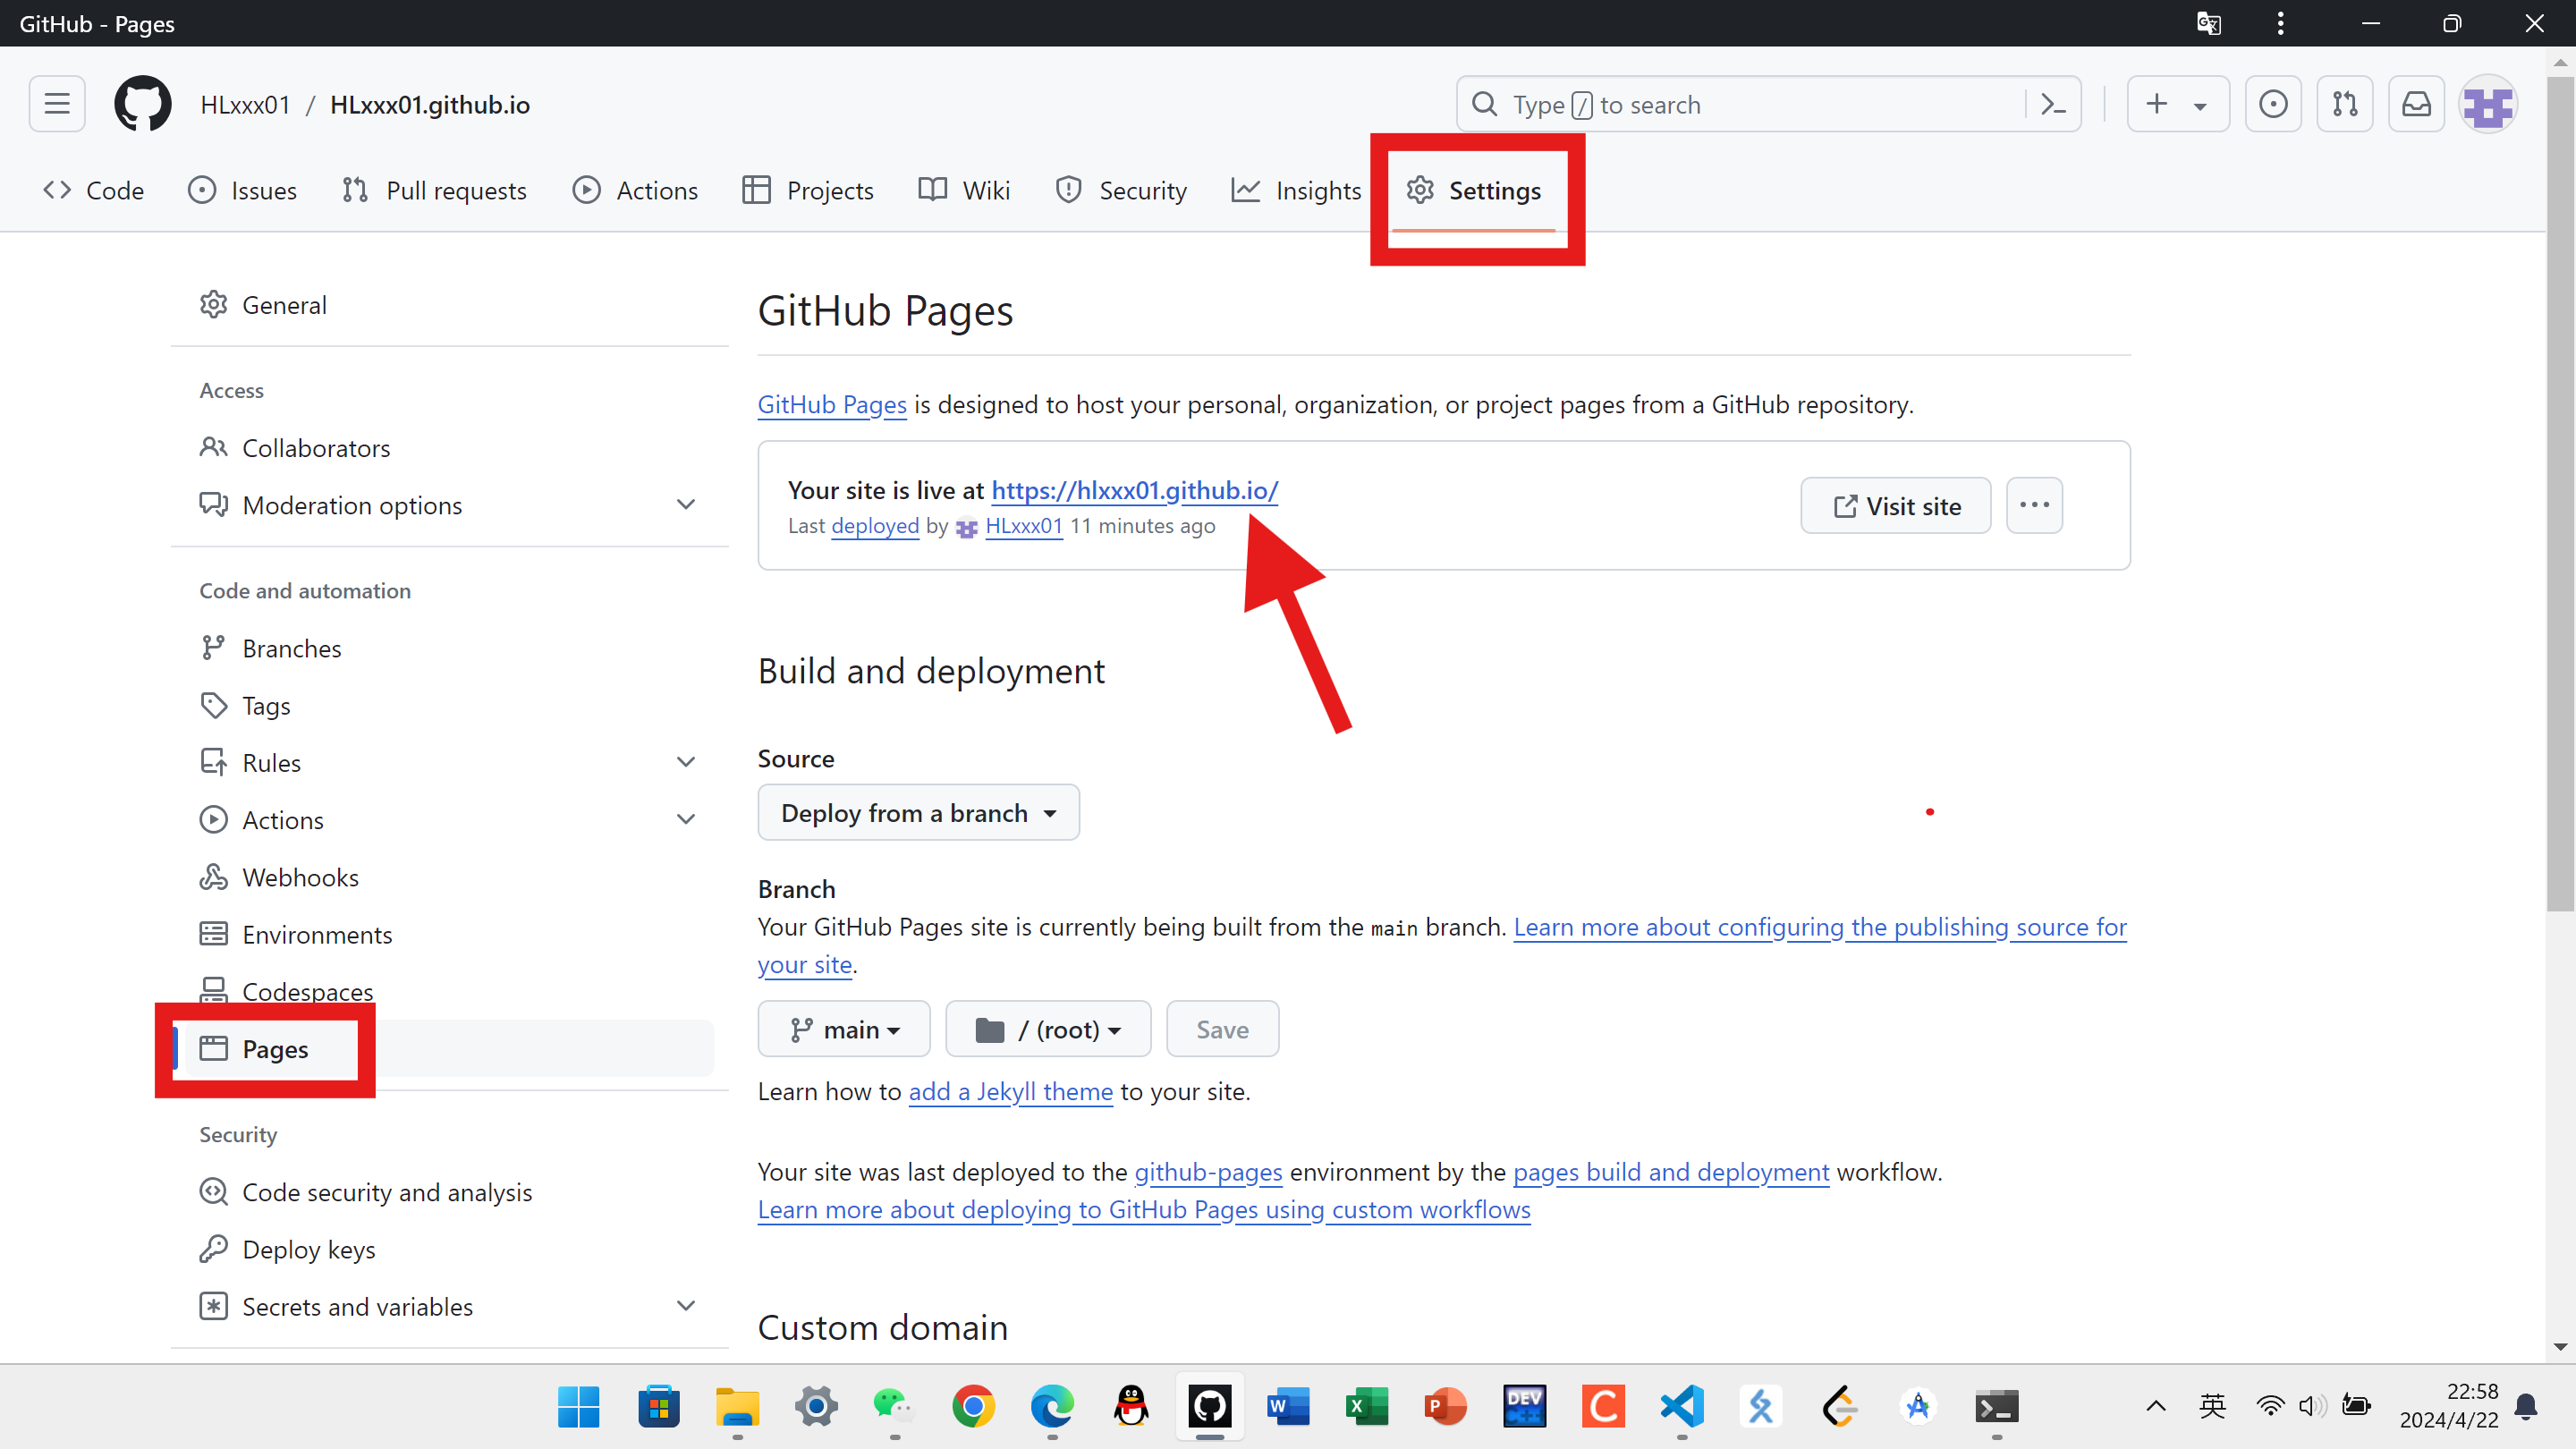 GitHub - Pages
HLxxx01 / HLxxx01.github.io
Type / to search
Code
Issues
Pull requests
Actions
Projects
Wiki
Security
Insights
Settings
General
Access
Collaborators
Moderation options
Code and automation
Branches
Tags
Rules
Actions
Webhooks
Environments
Codespaces
Pages
Security
Code security and analysis
Deploy keys
Secrets and variables
GitHub Pages
GitHub Pages is designed to host your personal, organization, or project pages from a GitHub repository.
Your site is live at https://hlxxx01.github.io/
Last deployed by HLxxx01 11 minutes ago
Visit site
Build and deployment
Source
Deploy from a branch
Branch
Your GitHub Pages site is currently being built from the main branch. Learn more about configuring the publishing source for
your site.
main
/ (root)
Save
Learn how to add a Jekyll theme to your site.
Your site was last deployed to the github-pages environment by the pages build and deployment workflow.
Learn more about deploying to GitHub Pages using custom workflows
Custom domain
W
X
P
DEV
C++
C
英
22:58
2024/4/22